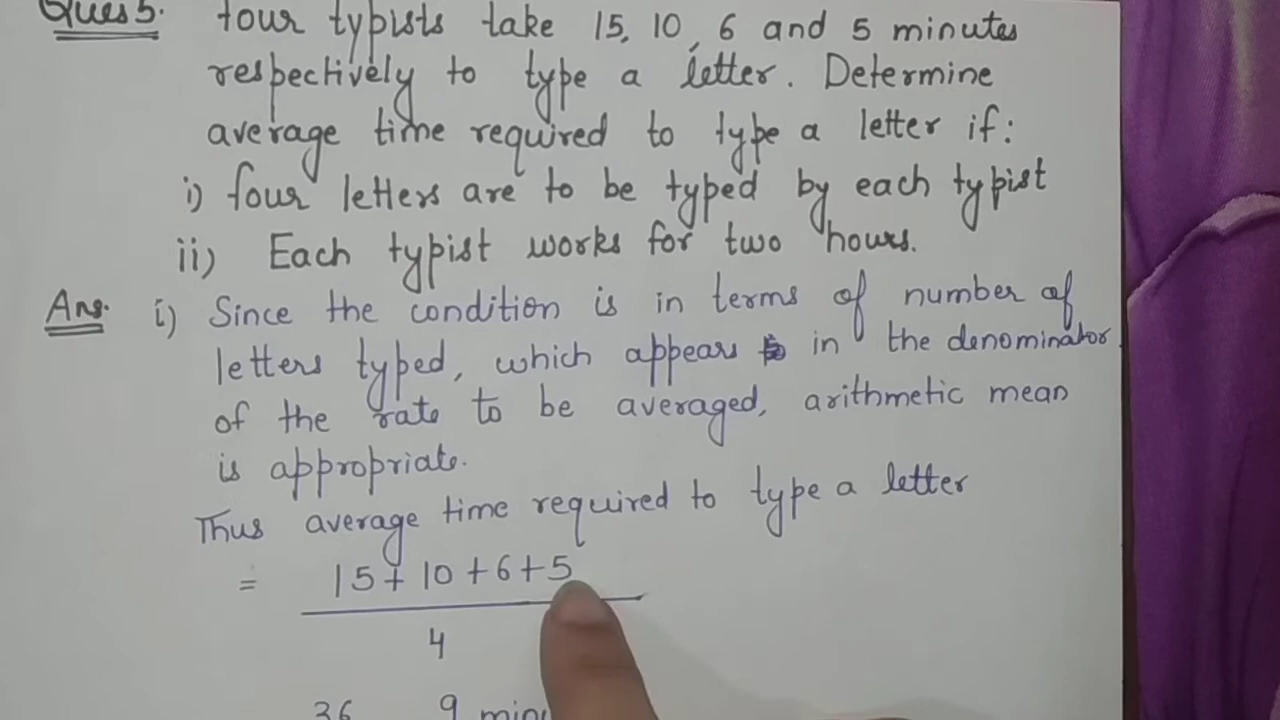 Ques 5. four typists take 15, 10, 6 and 5 minutes
respectively to type a letter. Determine
average time required to type a letter if:
i) four letters are to be typed by each typist
ii) Each typist works for two hours.
Ans. i) Since the condition is in terms of number of
letters typed, which appears in the denominator
of the rate to be averaged, arithmetic mean
is appropriate.
Thus average time required to type a letter
= 15 + 10 + 6 + 5
4
36 9